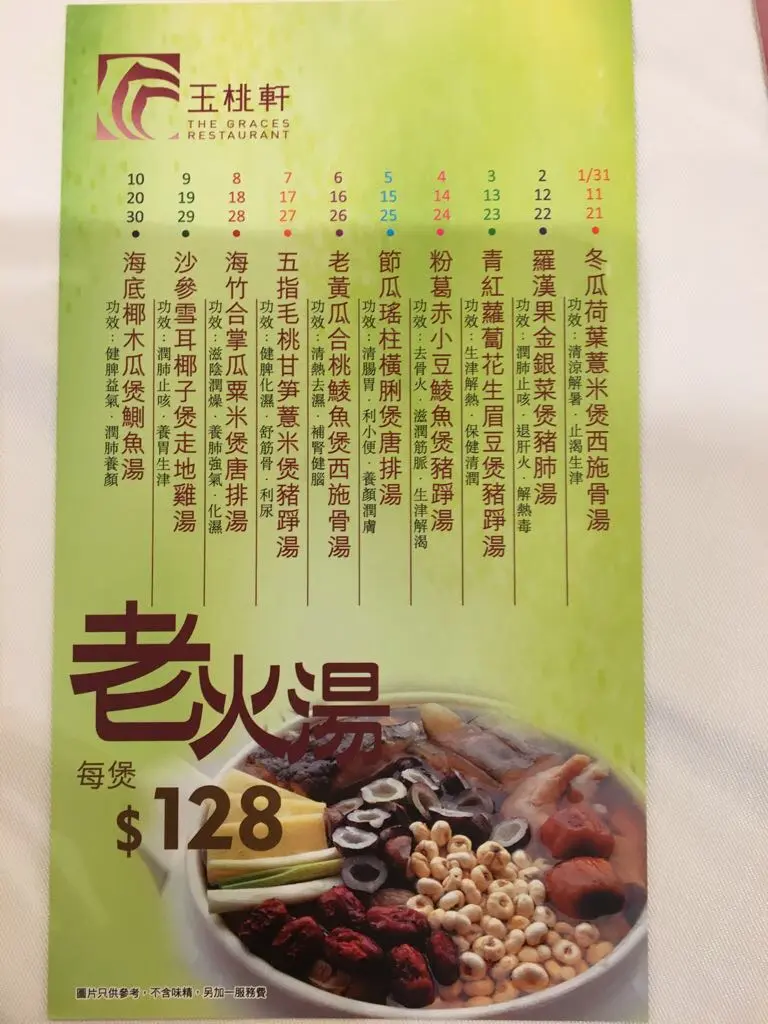 玉桃軒
THE GRACES
RESTAURANT
1/31
11
21
冬瓜荷葉薏米煲西施骨湯
功效：清涼解暑．止渴生津
2
12
22
羅漢果金銀菜煲豬肺湯
功效：潤肺止咳．退肝火．解熱毒
3
13
23
青紅蘿蔔花生眉豆煲豬踭湯
功效：生津解熱．保健清潤
4
14
24
粉葛赤小豆鯪魚煲豬踭湯
功效：去骨火．滋潤筋脈．生津解渴
5
15
25
節瓜瑤柱橫脷煲唐排湯
功效：清腸胃．利小便．養顏潤膚
6
16
26
老黃瓜合桃鯪魚煲西施骨湯
功效：清熱去濕．補腎健腦
7
17
27
五指毛桃甘笋薏米煲豬踭湯
功效：健脾化濕．舒筋骨．利尿
8
18
28
海竹合掌瓜粟米煲唐排湯
功效：滋陰潤燥．養肺強氣．化濕
9
19
29
沙參雪耳椰子煲走地雞湯
功效：潤肺止咳．養胃生津
10
20
30
海底椰木瓜煲鰂魚湯
功效：健脾益氣．潤肺養顏
老火湯
每煲
$128
圖片只供參考，不含味精，另加一服務費